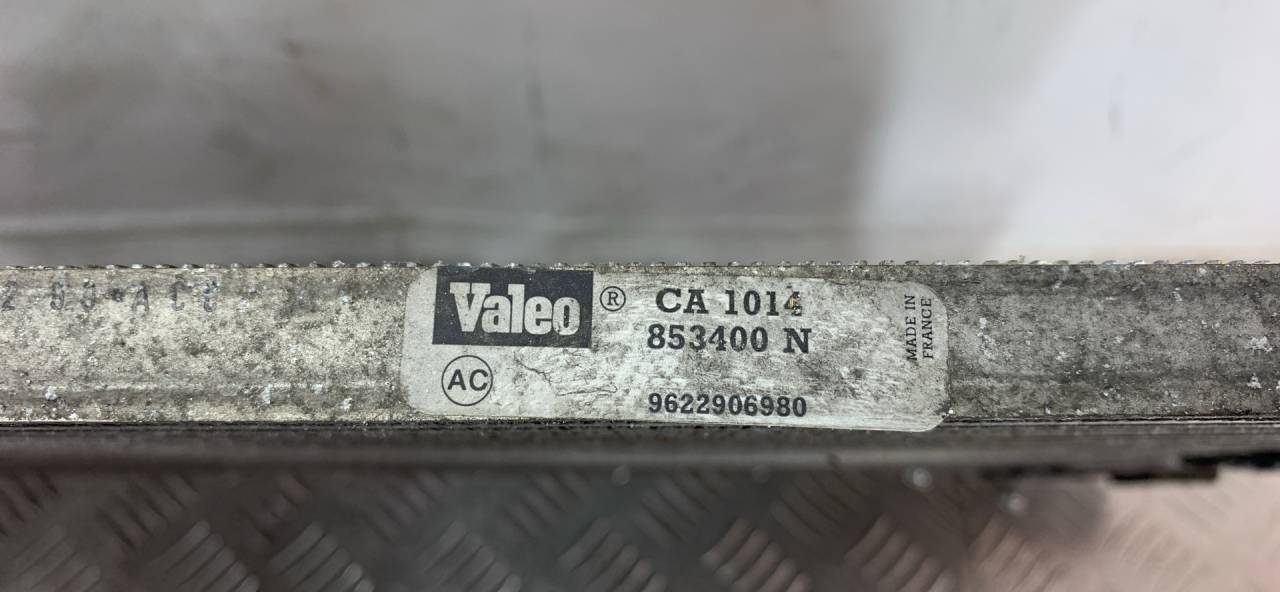 Valeo ® CA 1014
853400 N
AC
9622906980
MADE IN
FRANCE